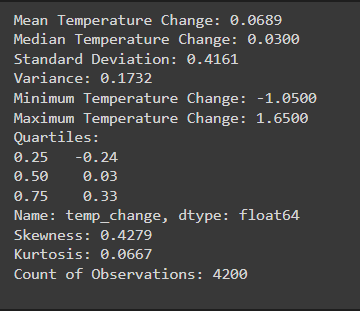 Mean Temperature Change: 0.0689
Median Temperature Change: 0.0300
Standard Deviation: 0.4161
Variance: 0.1732
Minimum Temperature Change: -1.0500
Maximum Temperature Change: 1.6500
Quartiles:
0.25   -0.24
0.50    0.03
0.75    0.33
Name: temp_change, dtype: float64
Skewness: 0.4279
Kurtosis: 0.0667
Count of Observations: 4200